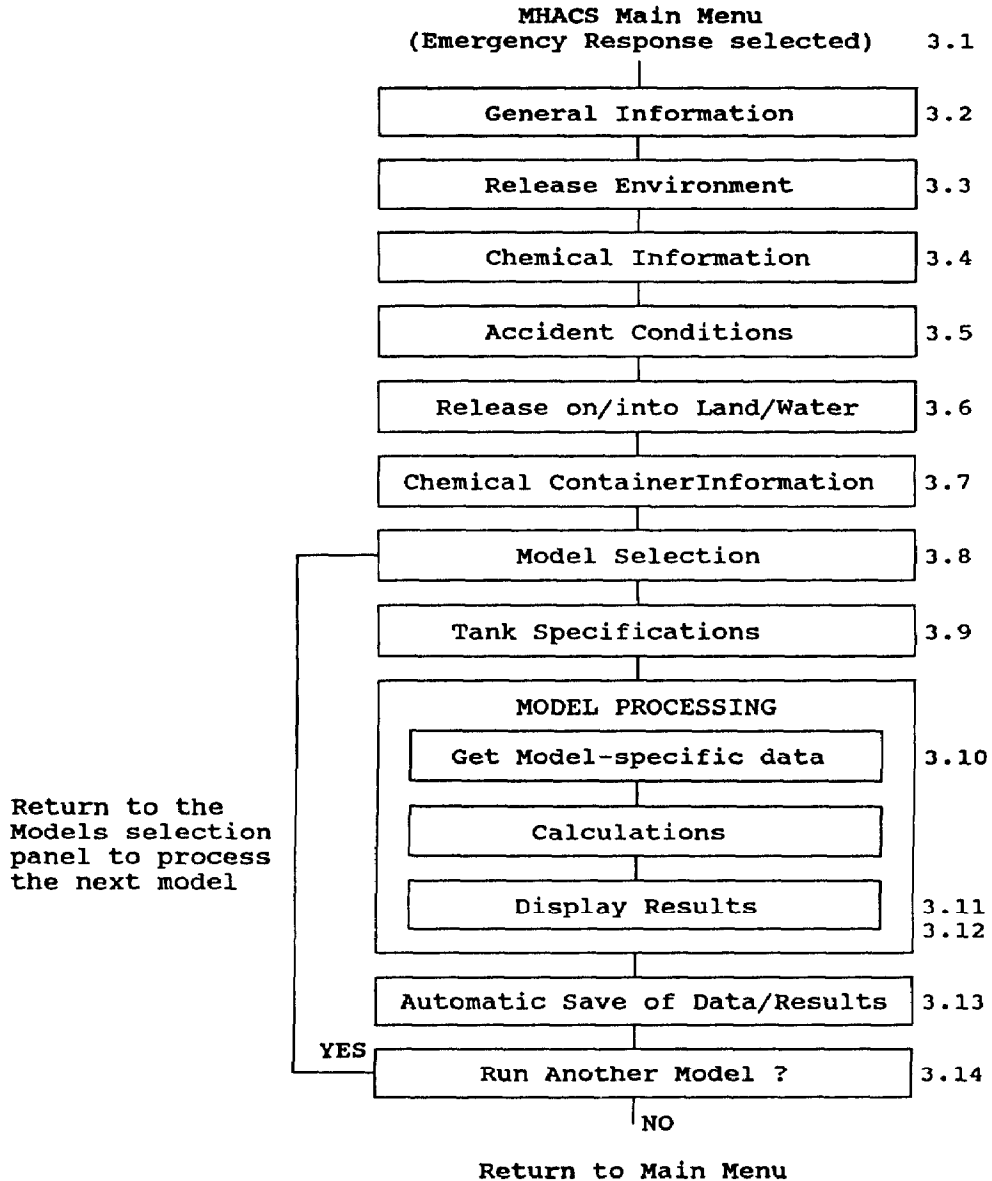 MHACS Main Menu
(Emergency Response selected) 3.1
General Information 3.2
Release Environment 3.3
Chemical Information 3.4
Accident Conditions 3.5
Release on/into Land/Water 3.6
Chemical ContainerInformation 3.7
Model Selection 3.8
Tank Specifications 3.9
MODEL PROCESSING
Get Model-specific data 3.10
Return to the
Models selection
panel to process
the next model
Calculations
Display Results 3.11
3.12
Automatic Save of Data/Results 3.13
YES
Run Another Model ? 3.14
NO
Return to Main Menu